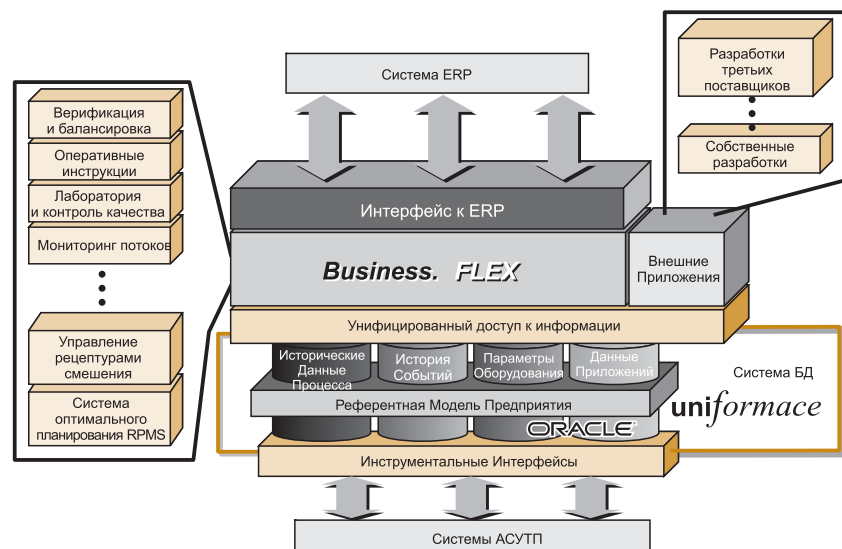 Система ERP
Разработки
третьих
поставщиков
Собственные
разработки
Верификация
и балансировка
Оперативные
инструкции
Лаборатория
и контроль качества
Мониторинг потоков
Управление
рецептурами
смешения
Система
оптимального
планирования RPMS
Интерфейс к ERP
Business. FLEX
Внешние
Приложения
Унифицированный доступ к информации
Исторические
Данные
Процесса
История
Событий
Параметры
Оборудования
Данные
Приложений
Референтная Модель Предприятия
ORACLE
Система БД
uniformace
Инструментальные Интерфейсы
Системы АСУТП